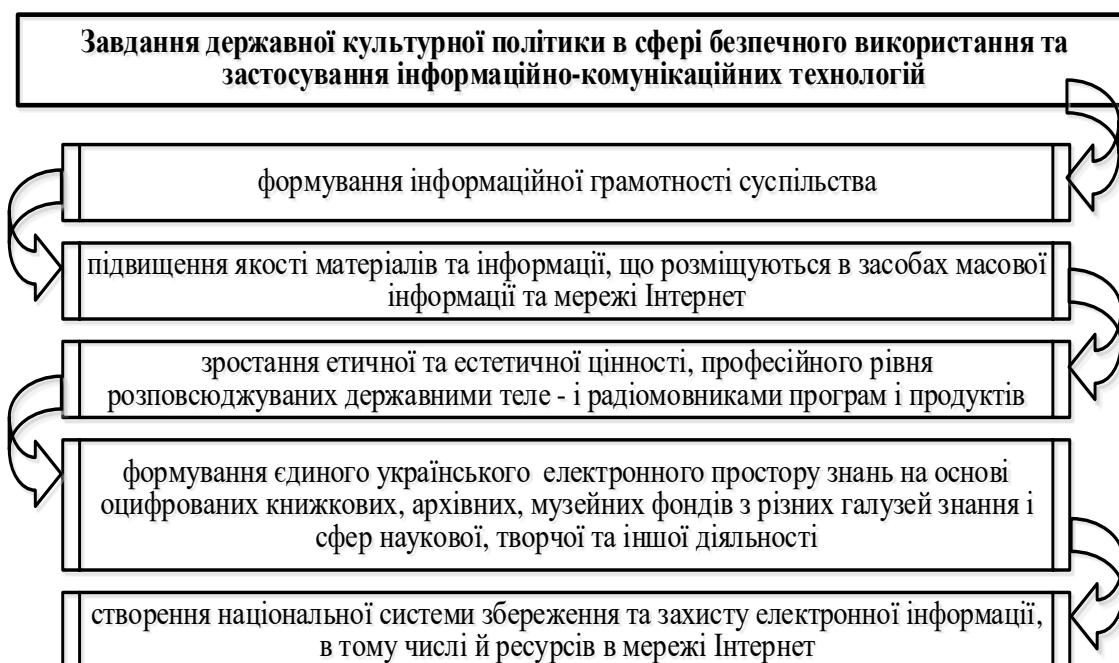 Завдання державної культурної політики в сфері безпечного використання та
застосування інформаційно-комунікаційних технологій
формування інформаційної грамотності суспільства
підвищення якості матеріалів та інформації, що розміщуються в засобах масової
інформації та мережі Інтернет
зростання етичної та естетичної цінності, професійного рівня
розповсюджуваних державними теле - і радіомовниками програм і продуктів
формування єдиного українського електронного простору знань на основі
оцифрованих книжкових, архівних, музейних фондів з різних галузей знання і
сфер наукової, творчої та іншої діяльності
створення національної системи збереження та захисту електронної інформації,
в тому числі й ресурсів в мережі Інтернет